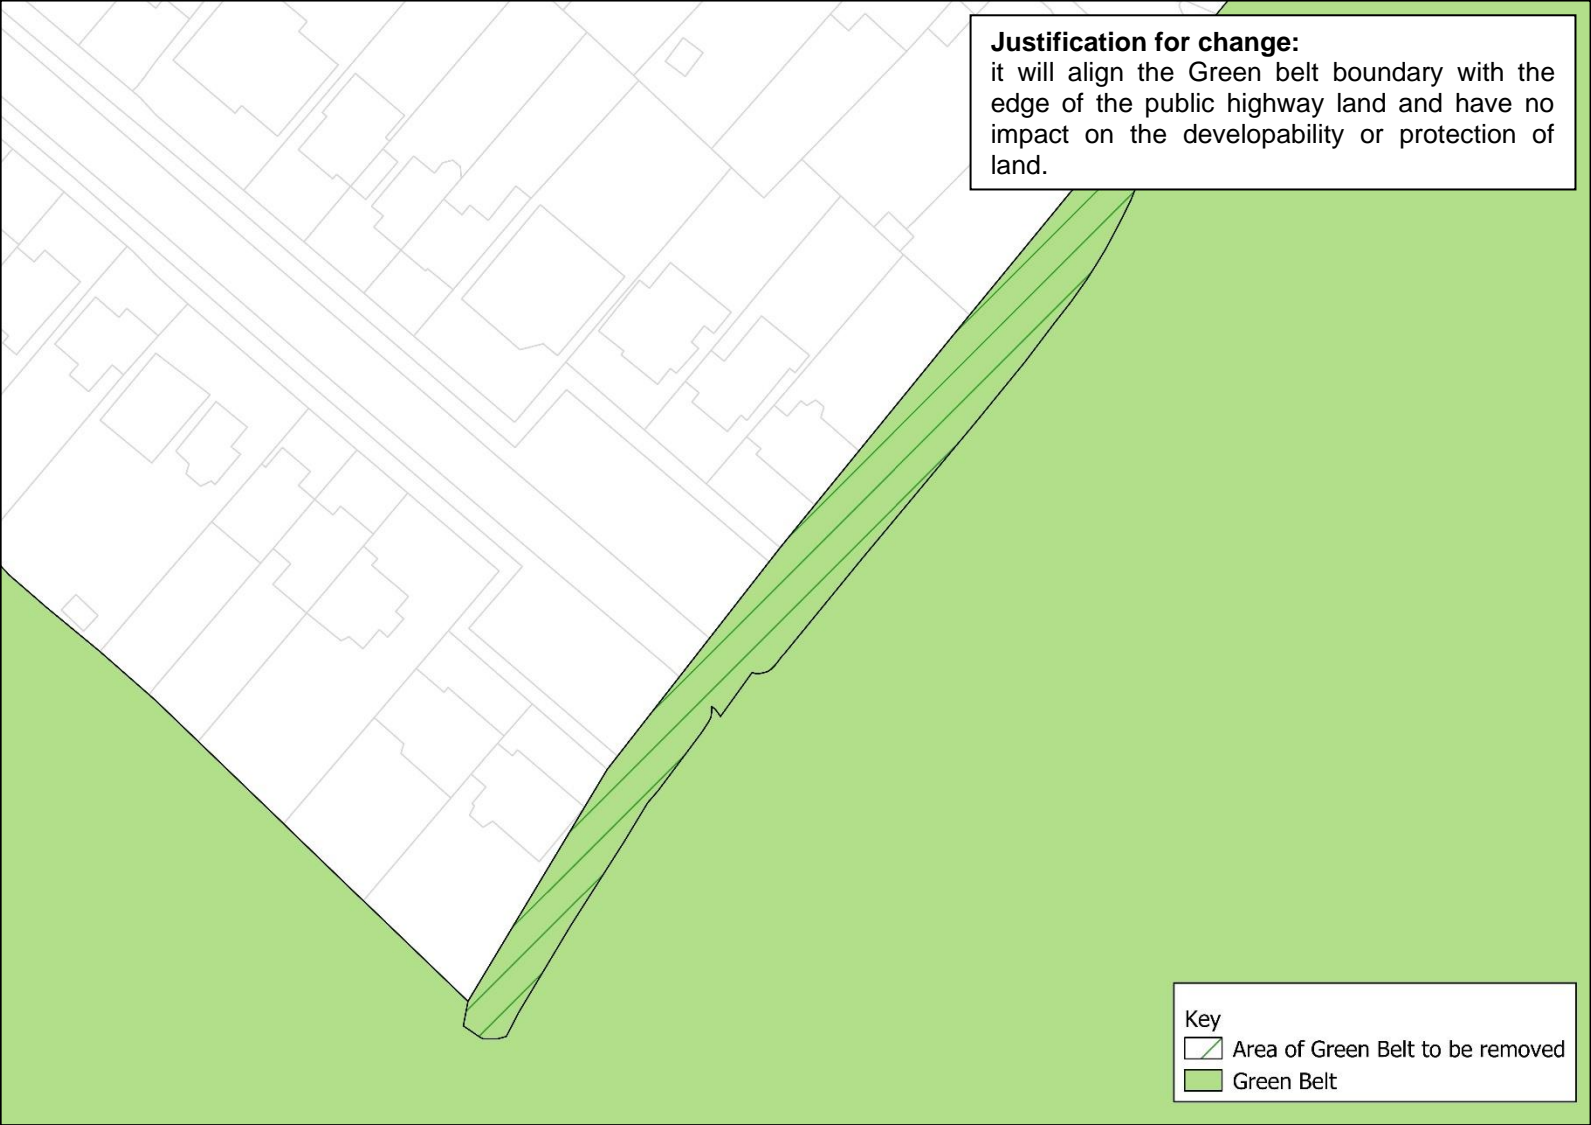 Justification for change:
it will align the Green belt boundary with the
edge of the public highway land and have no
impact on the developability or protection of
land.
Key
Area of Green Belt to be removed
Green Belt